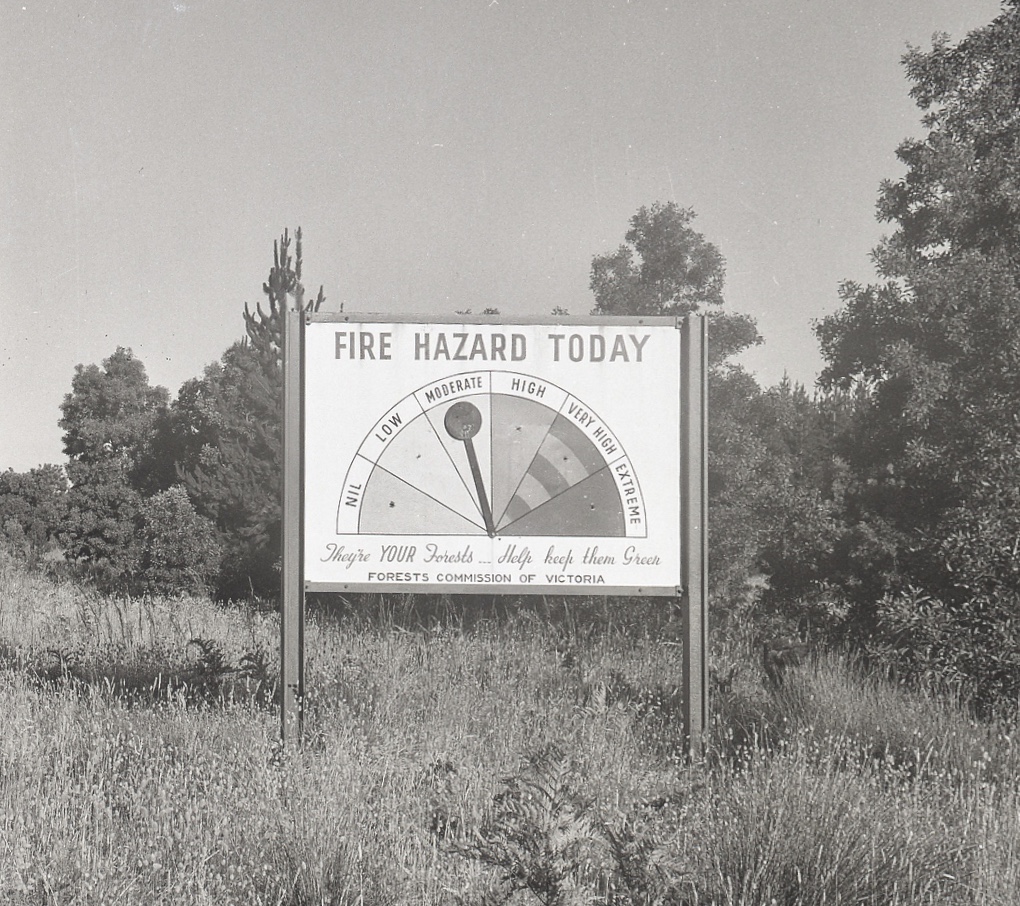 FIRE HAZARD TODAY
NIL
LOW
MODERATE
HIGH
VERY HIGH
EXTREME
They're YOUR Forests ... Help keep them Green
FORESTS COMMISSION OF VICTORIA